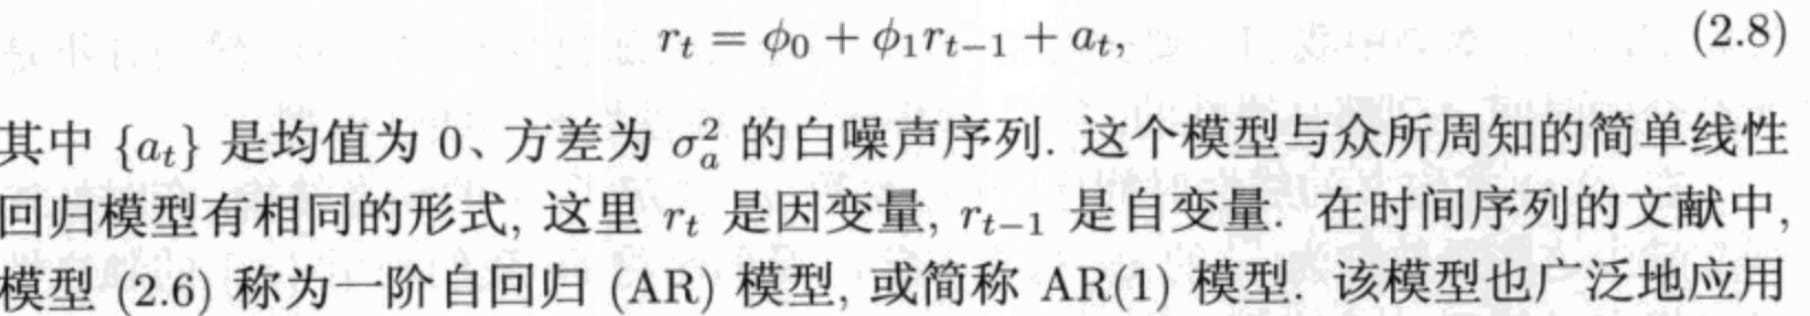 r_t = φ_0 + φ_1 r_{t−1} + a_t, (2.8)
其中 {a_t} 是均值为 0、方差为 σ_a^2 的白噪声序列. 这个模型与众所周知的简单线性
回归模型有相同的形式, 这里 r_t 是因变量, r_{t−1} 是自变量. 在时间序列的文献中,
模型 (2.6) 称为一阶自回归 (AR) 模型, 或简称 AR(1) 模型. 该模型也广泛地应用